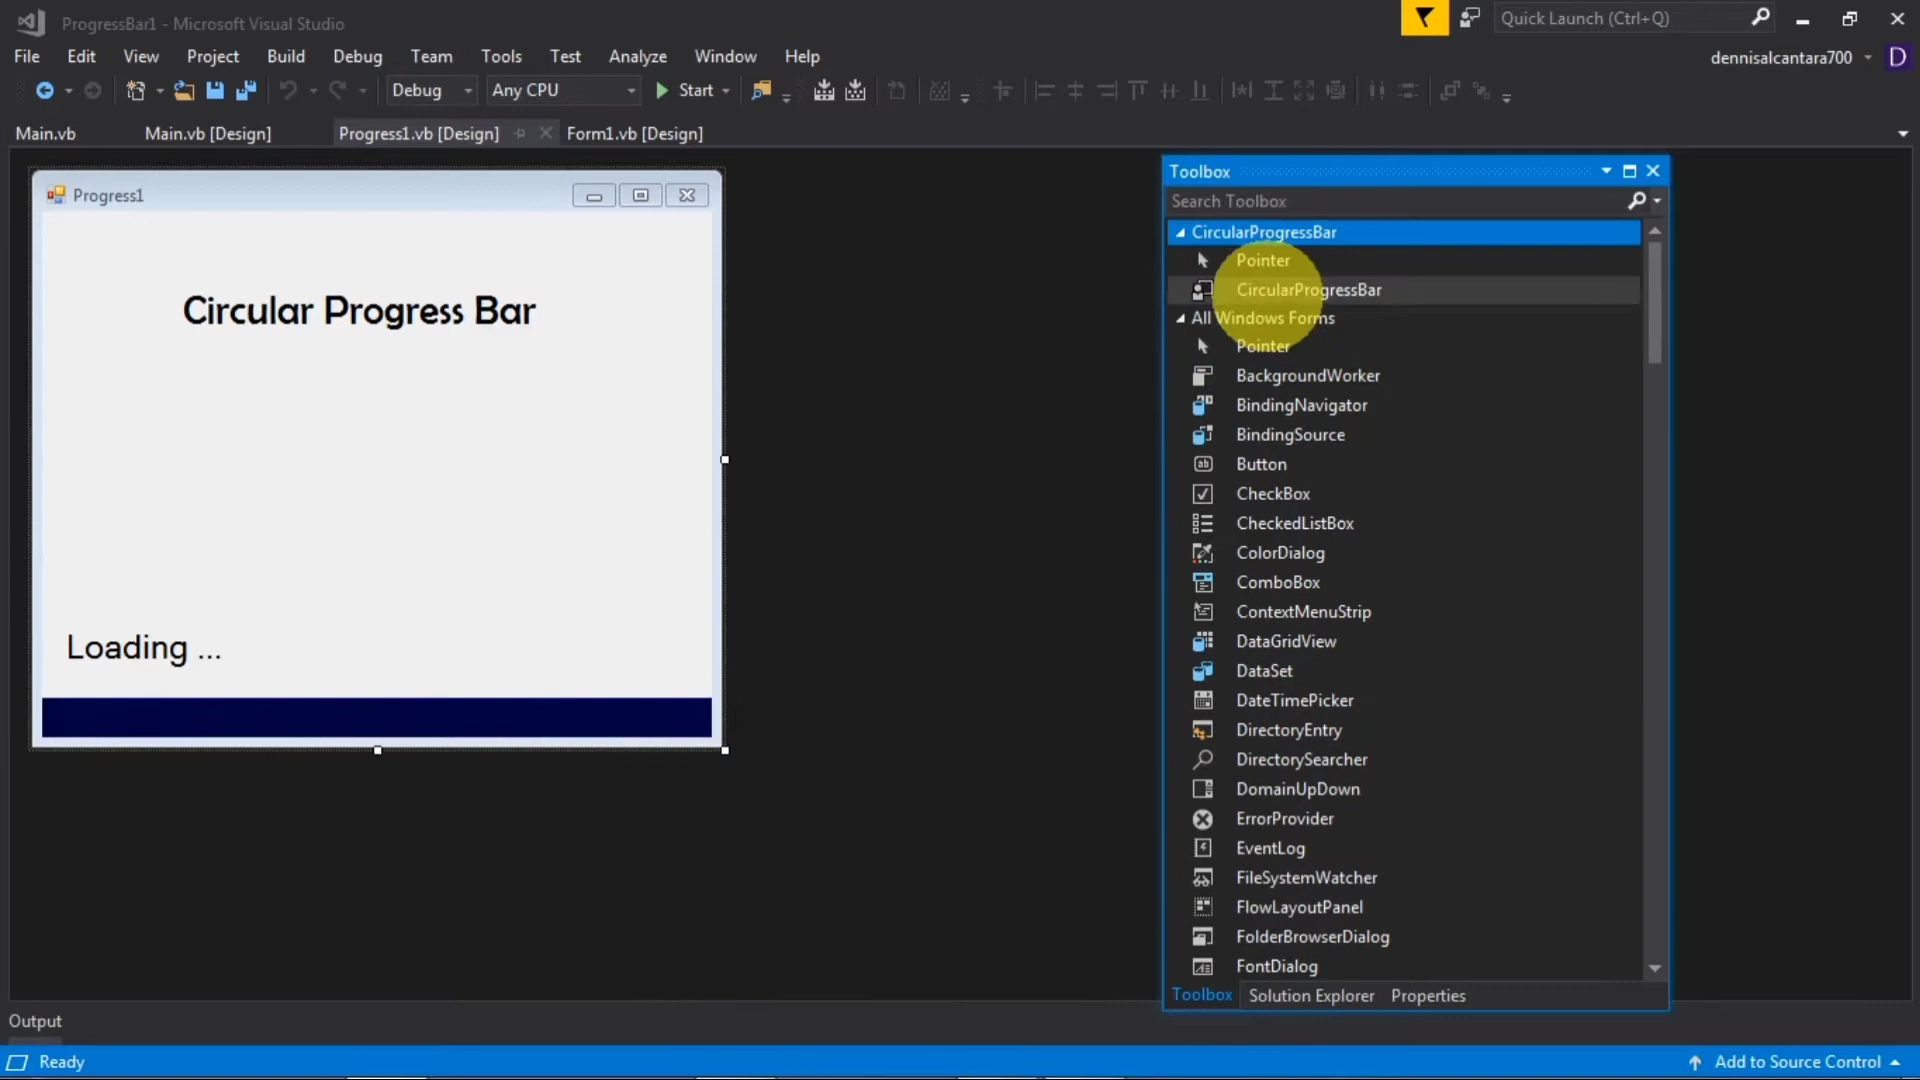 ProgressBar1 - Microsoft Visual Studio
Quick Launch (Ctrl+Q)
File Edit View Project Build Debug Team Tools Test Analyze Window Help
dennisalcantara700 D
Debug Any CPU Start
Main.vb Main.vb [Design] Progress1.vb [Design] Form1.vb [Design]
Progress1
Circular Progress Bar
Loading ...
Toolbox
Search Toolbox
CircularProgressBar
Pointer
CircularProgressBar
All Windows Forms
Pointer
BackgroundWorker
BindingNavigator
BindingSource
Button
CheckBox
CheckedListBox
ColorDialog
ComboBox
ContextMenuStrip
DataGridView
DataSet
DateTimePicker
DirectoryEntry
DirectorySearcher
DomainUpDown
ErrorProvider
EventLog
FileSystemWatcher
FlowLayoutPanel
FolderBrowserDialog
FontDialog
Toolbox Solution Explorer Properties
Output
Ready
Add to Source Control